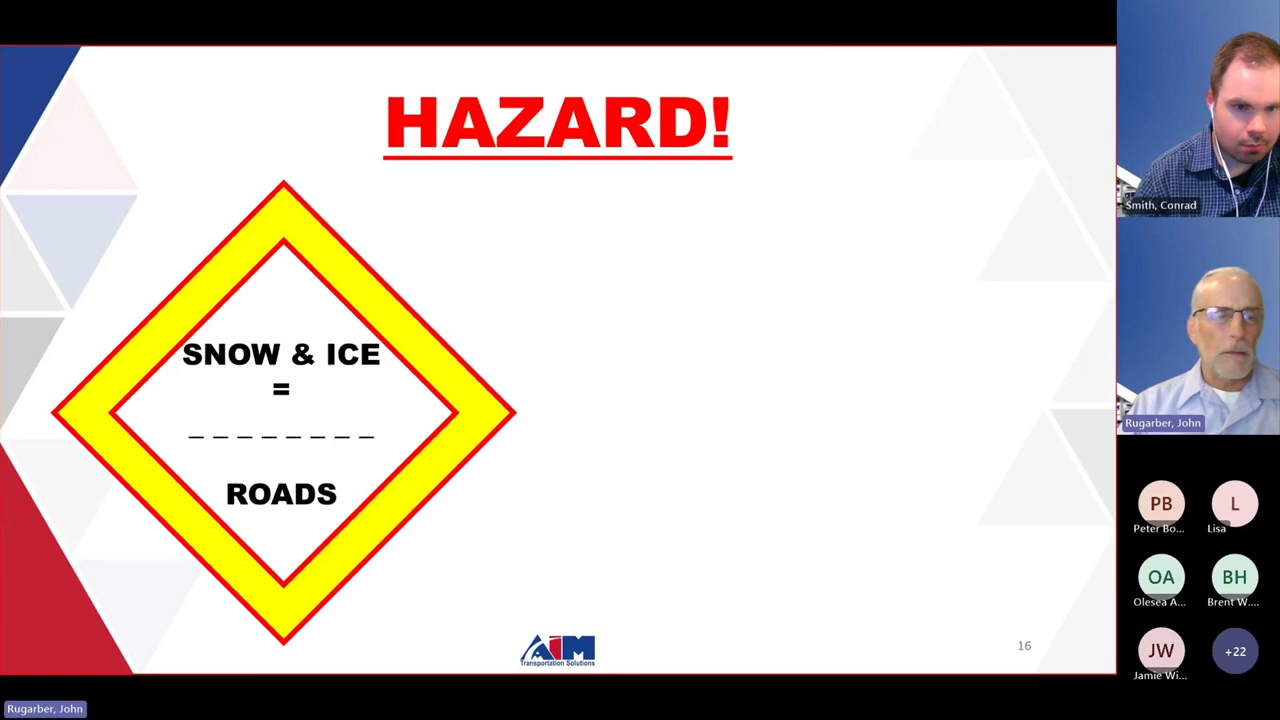 HAZARD!
SNOW & ICE
=
_ _ _ _ _ _ _ _
ROADS
AIM
Transportation Solutions
16
Smith, Conrad
Rugarber, John
PB
Peter Bo...
L
Lisa
OA
Olesea A...
BH
Brent W....
JW
Jamie Wi...
+22
Rugarber, John